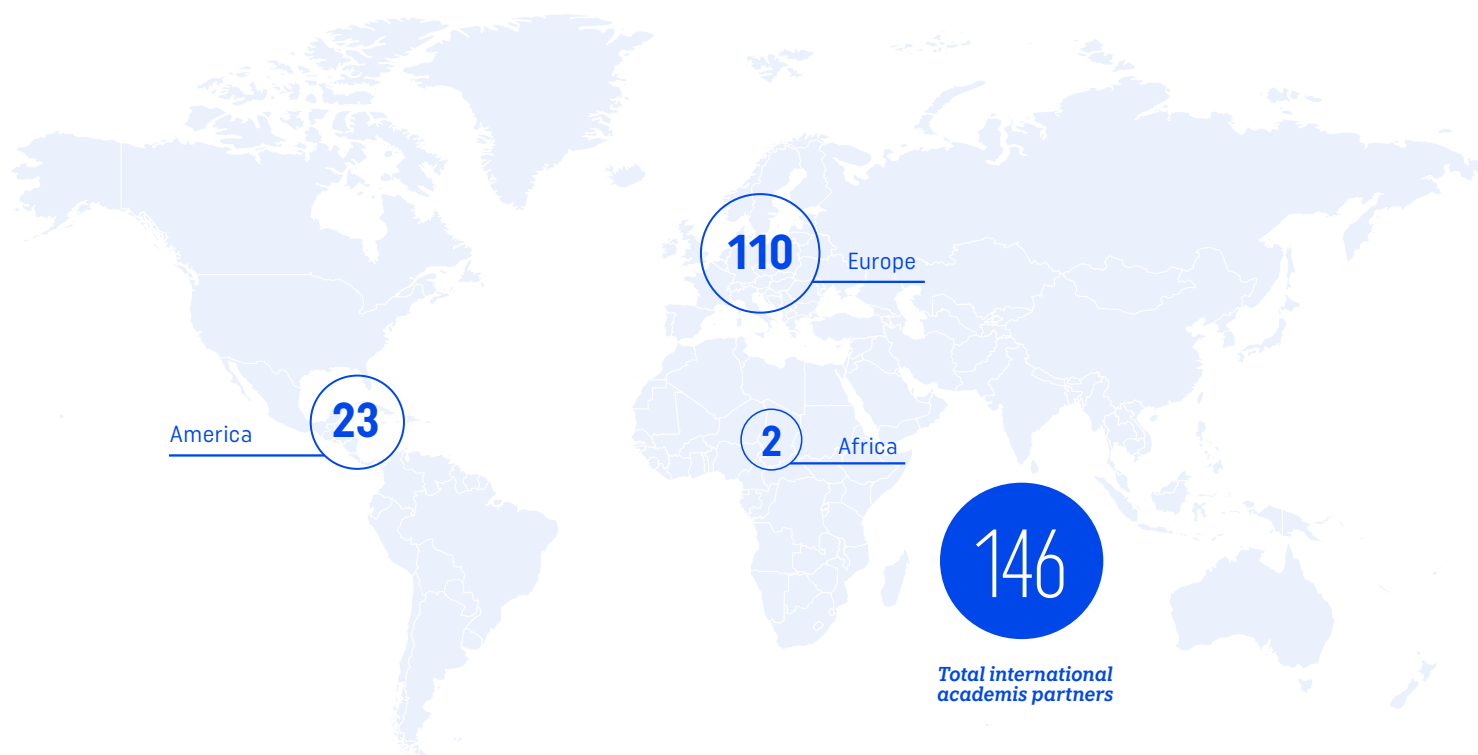 110
Europe
23
America
2
Africa
146
Total international
academis partners